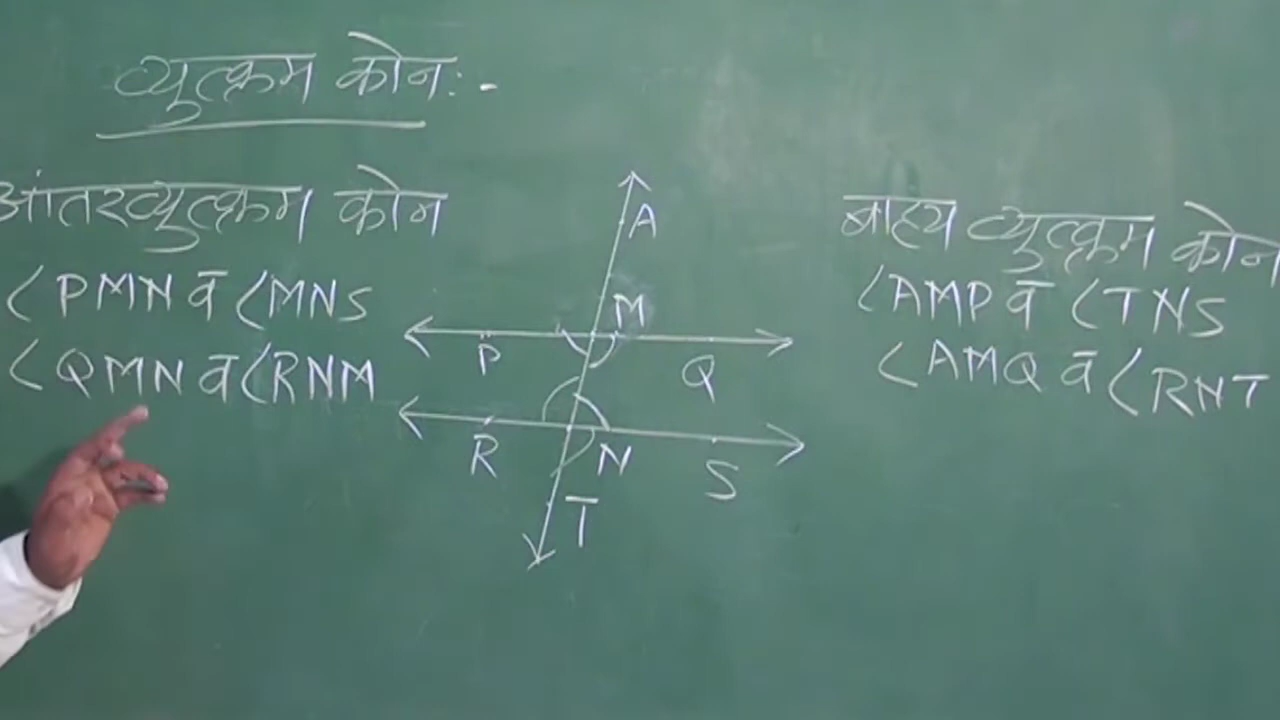 व्युत्क्रम कोन :-
आंतरव्युत्क्रम कोन
∠PMN व ∠MNS
∠QMN व ∠RNM
A
M
P
Q
R
N
S
T
बाह्य व्युत्क्रम कोन
∠AMP व ∠TNS
∠AMQ व ∠RNT